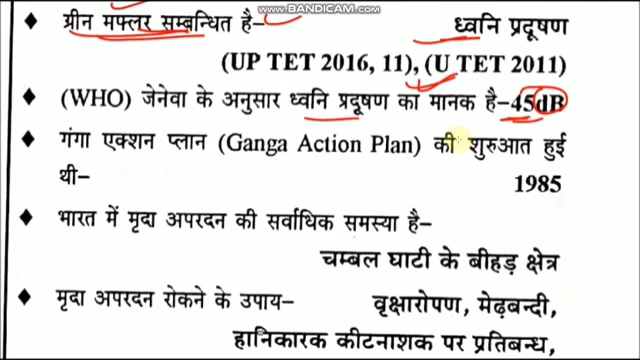 WWW.BANDICAM.COM
♦ ग्रीन मफ्लर सम्बन्धित है– ध्वनि प्रदूषण
(UP TET 2016, 11), (U TET 2011)
♦ (WHO) जेनेवा के अनुसार ध्वनि प्रदूषण का मानक है–45dB
♦ गंगा एक्शन प्लान (Ganga Action Plan) की शुरुआत हुई
थी– 1985
♦ भारत में मृदा अपरदन की सर्वाधिक समस्या है–
चम्बल घाटी के बीहड़ क्षेत्र
♦ मृदा अपरदन रोकने के उपाय– वृक्षारोपण, मेढ़बन्दी,
हानिकारक कीटनाशक पर प्रतिबन्ध,